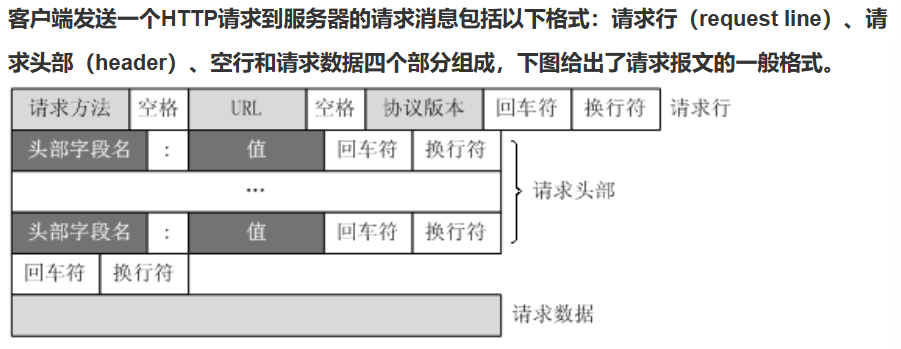 客户端发送一个HTTP请求到服务器的请求消息包括以下格式：请求行（request line）、请
求头部（header）、空行和请求数据四个部分组成，下图给出了请求报文的一般格式。
请求方法 空格 URL 空格 协议版本 回车符 换行符 请求行
头部字段名 : 值 回车符 换行符
… 请求头部
头部字段名 : 值 回车符 换行符
回车符 换行符
请求数据